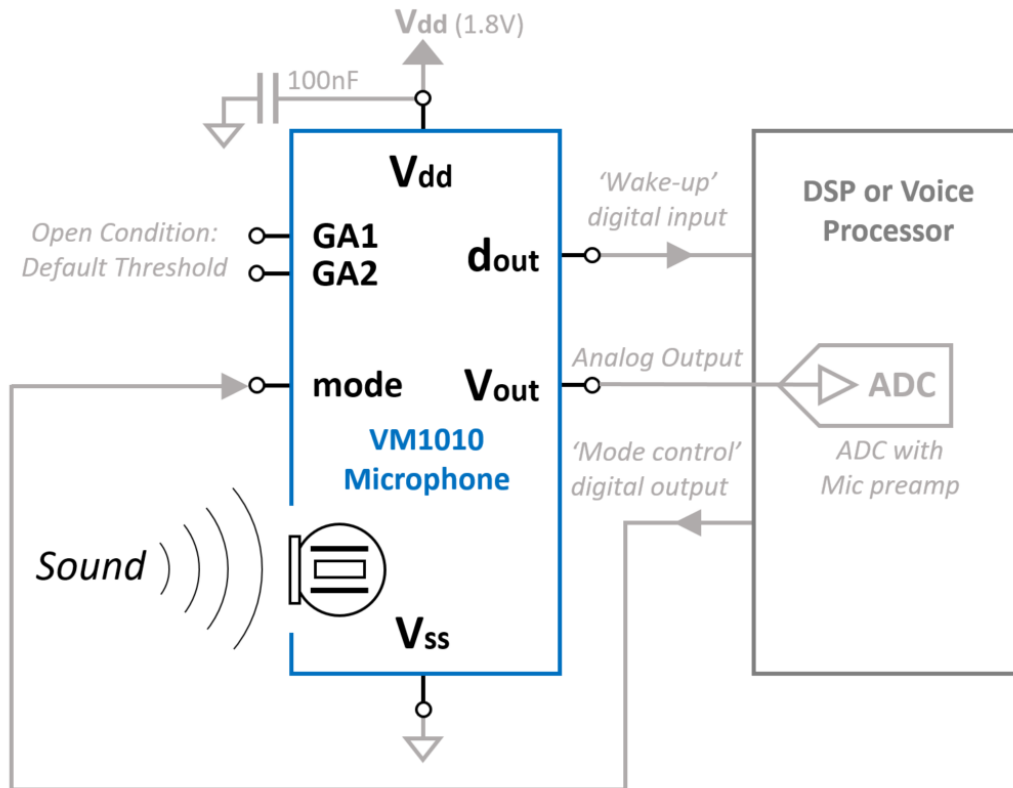 Vdd (1.8V)
100nF
Vdd
Open Condition:
Default Threshold
GA1
GA2
dout
'Wake-up'
digital input
DSP or Voice
Processor
mode
Vout
Analog Output
ADC
VM1010
Microphone
'Mode control'
digital output
ADC with
Mic preamp
Sound
Vss